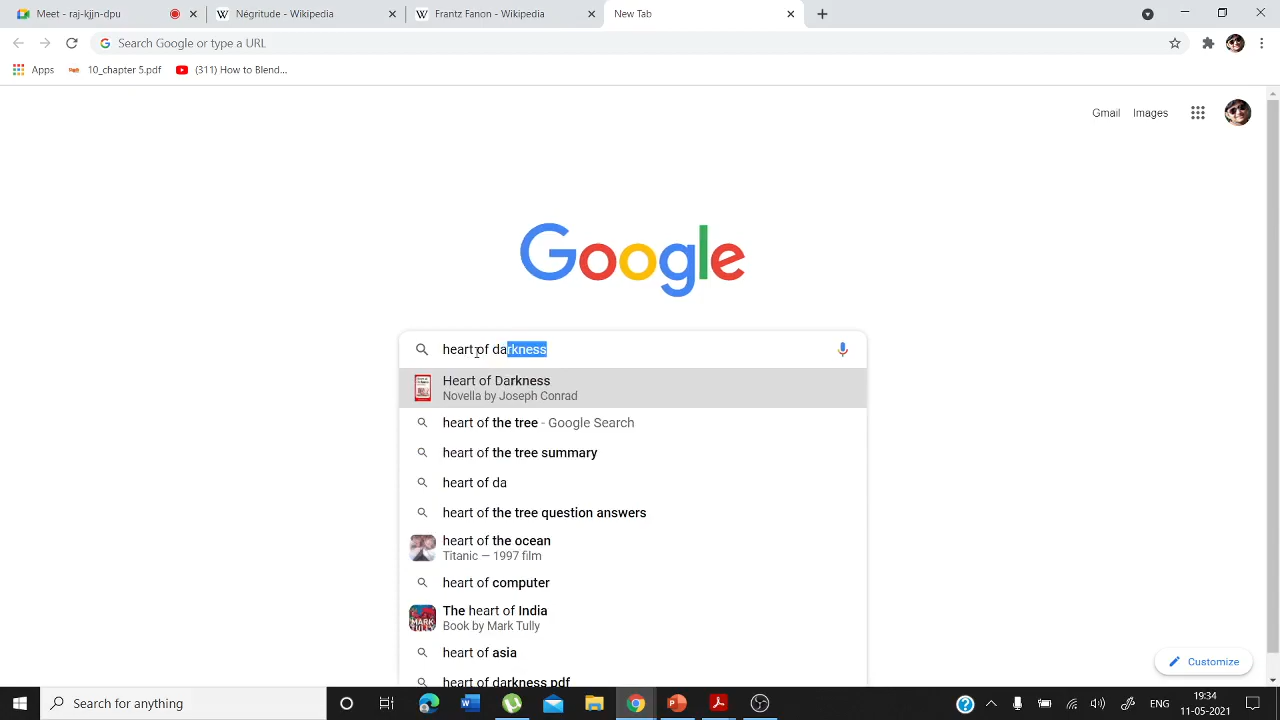 Meet - raj-kjrn-dpu
Négritude - Wikipedia
Frantz Fanon - Wikipedia
New Tab
Search Google or type a URL
Apps
10_chapter 5.pdf
(311) How to Blend...
Gmail
Images
Google
heart of darkness
Heart of Darkness
Novella by Joseph Conrad
heart of the tree - Google Search
heart of the tree summary
heart of da
heart of the tree question answers
heart of the ocean
Titanic — 1997 film
heart of computer
The heart of India
Book by Mark Tully
heart of asia
heart of darkness pdf
Customize
Search for anything
ENG
19:34
11-05-2021